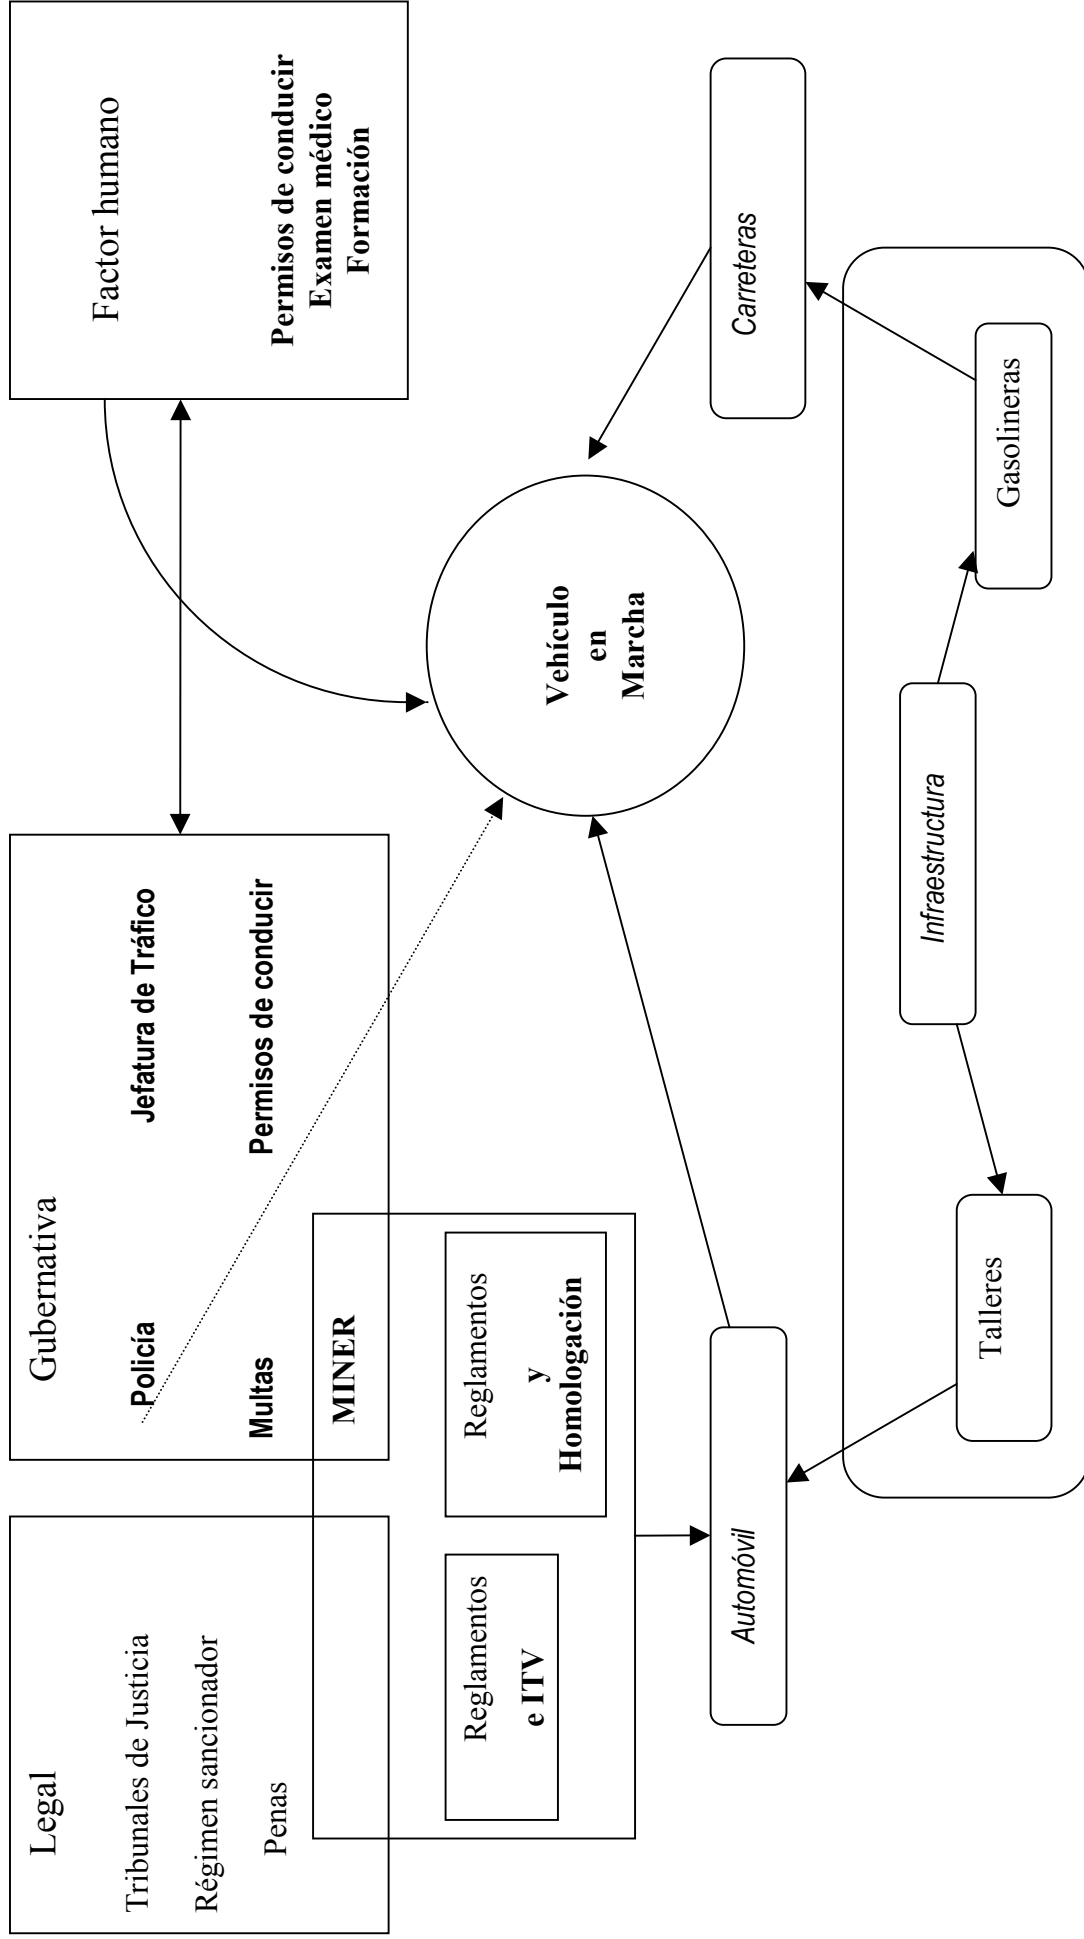 Legal
Tribunales de Justicia
Régimen sancionador
Penas
Gubernativa
Policía
Jefatura de Tráfico
Multas
Permisos de conducir
MINER
Reglamentos
e ITV
Reglamentos
y
Homologación
Factor humano
Permisos de conducir
Examen médico
Formación
Vehículo
en
Marcha
Automóvil
Carreteras
Infraestructura
Talleres
Gasolineras